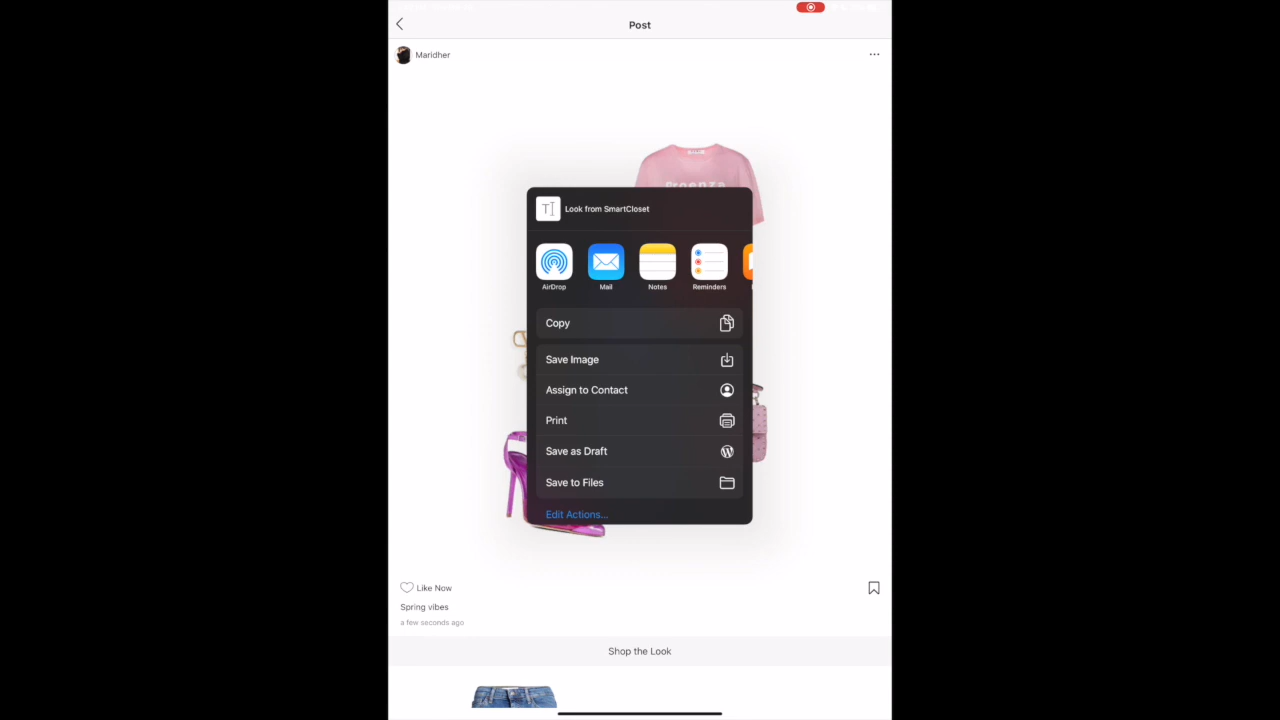 Post
Maridher
Proenza
Look from SmartCloset
AirDrop
Mail
Notes
Reminders
Copy
Save Image
Assign to Contact
Print
Save as Draft
Save to Files
Edit Actions...
Like Now
Spring vibes
a few seconds ago
Shop the Look